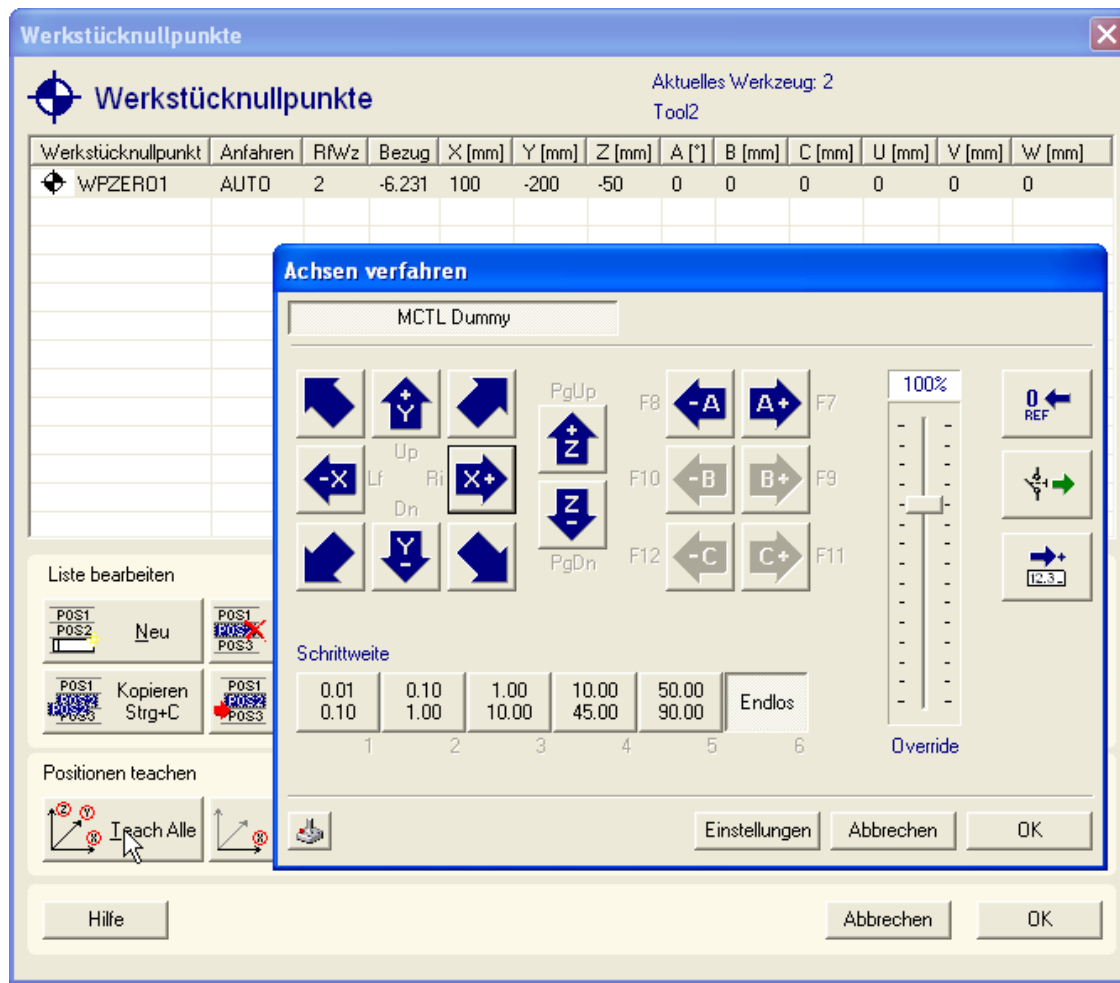 Werkstücknullpunkte
Werkstücknullpunkte
Aktuelles Werkzeug: 2
Tool2
Werkstücknullpunkt Anfahren RfWz Bezug X [mm] Y [mm] Z [mm] A [°] B [mm] C [mm] U [mm] V [mm] W [mm]
WPZERO1 AUTO 2 -6.231 100 -200 -50 0 0 0 0 0 0
Achsen verfahren
MCTL Dummy
+Y
Up
-X
Lf
Ri
X+
Dn
Y-
PgUp
+Z
Z-
PgDn
F8 -A A+ F7
F10 -B B+ F9
F12 -C C+ F11
100%
Override
0
REF
12.3_
Schrittweite
0.01 0.10 1.00 10.00 50.00 Endlos
0.10 1.00 10.00 45.00 90.00
1 2 3 4 5 6
Einstellungen Abbrechen OK
Liste bearbeiten
POS1
POS2
Neu
POS1
POS2
POS3
POS1
POS2
POS3
Kopieren
Strg+C
POS1
POS2
POS3
Positionen teachen
Z Y X
Teach Alle
X
Hilfe Abbrechen OK